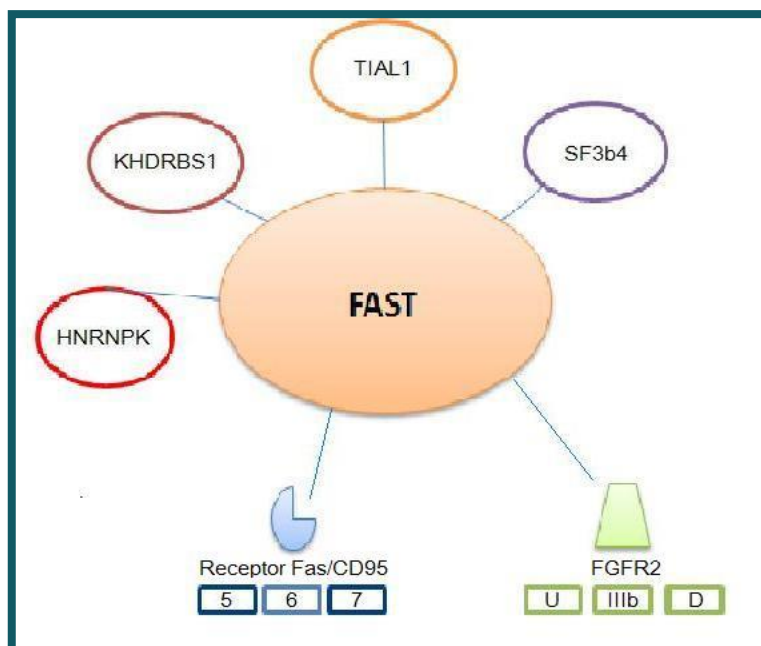 TIAL1
KHDRBS1
SF3b4
FAST
HNRNPK
Receptor Fas/CD95
5 6 7
FGFR2
U IIIb D